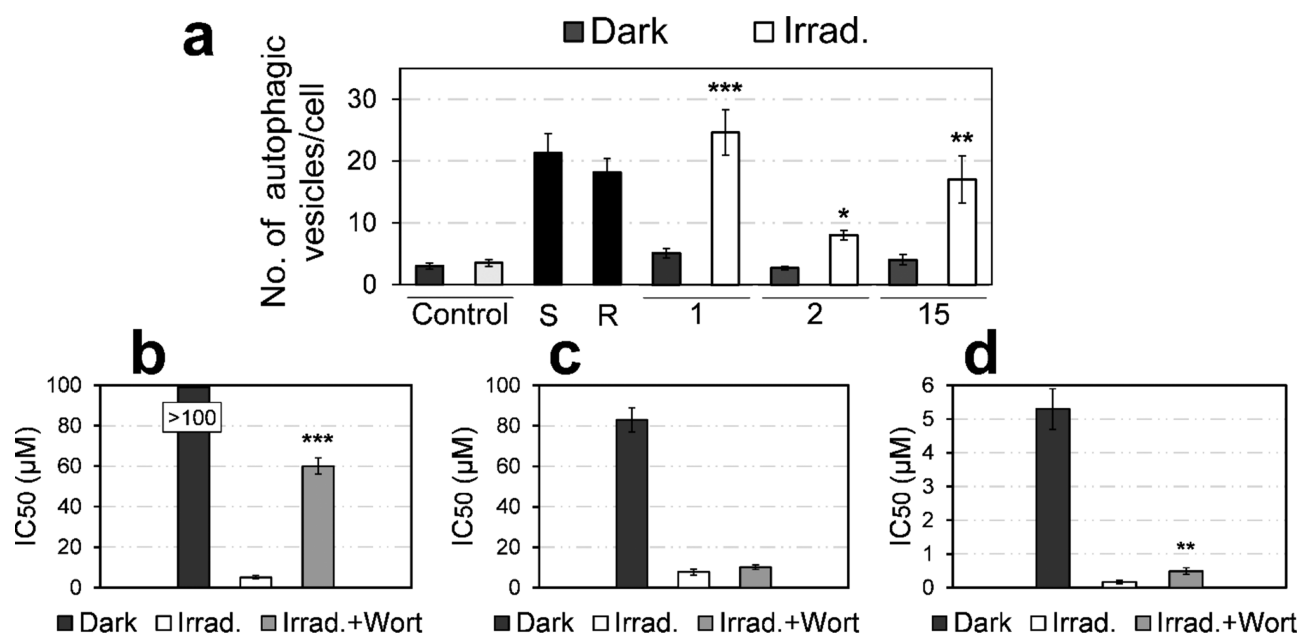 a
Dark Irrad.
No. of autophagic
vesicles/cell
30
20
10
0
***
*
**
Control S R 1 2 15
b
IC50 (µM)
100
80
60
40
20
0
>100
***
Dark Irrad. Irrad.+Wort
c
IC50 (µM)
100
80
60
40
20
0
Dark Irrad. Irrad.+Wort
d
IC50 (µM)
6
5
4
3
2
1
0
**
Dark Irrad. Irrad.+Wort